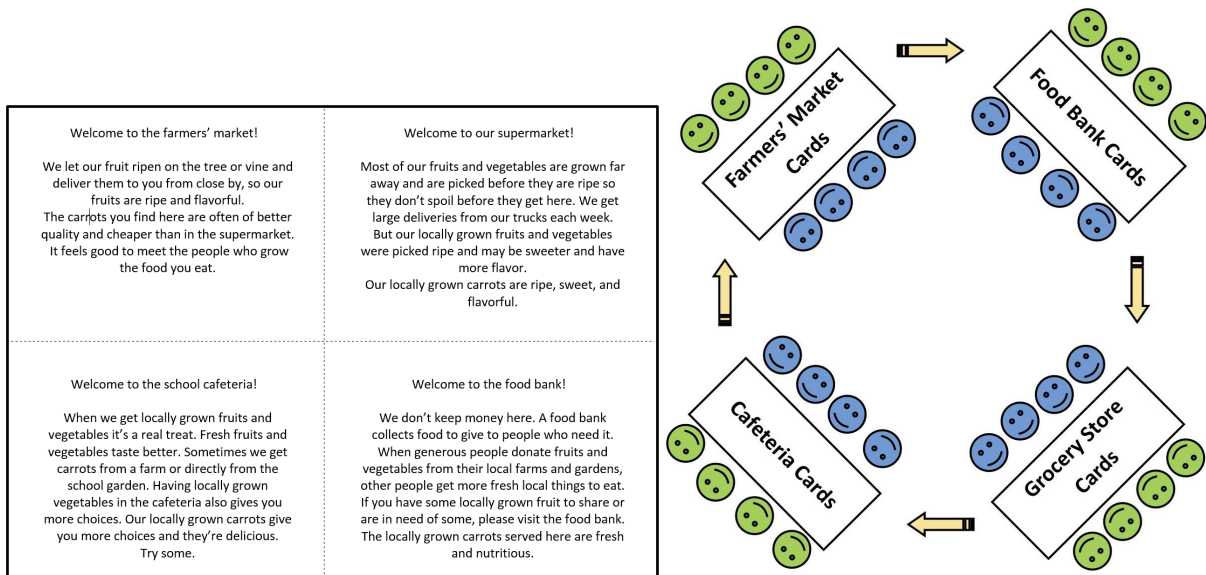 Welcome to the farmers’ market!
We let our fruit ripen on the tree or vine and
deliver them to you from close by, so our
fruits are ripe and flavorful.
The carrots you find here are often of better
quality and cheaper than in the supermarket.
It feels good to meet the people who grow
the food you eat.
Welcome to our supermarket!
Most of our fruits and vegetables are grown far
away and are picked before they are ripe so
they don’t spoil before they get here. We get
large deliveries from our trucks each week.
But our locally grown fruits and vegetables
were picked ripe and may be sweeter and have
more flavor.
Our locally grown carrots are ripe, sweet, and
flavorful.
Welcome to the school cafeteria!
When we get locally grown fruits and
vegetables it’s a real treat. Fresh fruits and
vegetables taste better. Sometimes we get
carrots from a farm or directly from the
school garden. Having locally grown
vegetables in the cafeteria also gives you
more choices. Our locally grown carrots give
you more choices and they’re delicious.
Try some.
Welcome to the food bank!
We don’t keep money here. A food bank
collects food to give to people who need it.
When generous people donate fruits and
vegetables from their local farms and gardens,
other people get more fresh local things to eat.
If you have some locally grown fruit to share or
are in need of some, please visit the food bank.
The locally grown carrots served here are fresh
and nutritious.
Farmers’ Market
Cards
Food Bank Cards
Cafeteria Cards
Grocery Store
Cards